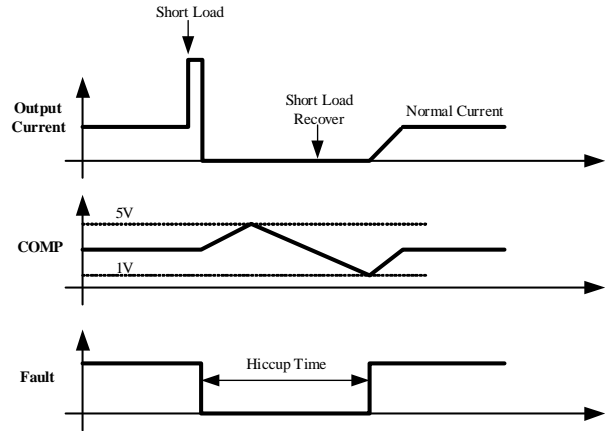 Short Load
Output
Current
Short Load
Recover
Normal Current
5V
COMP
1V
Hiccup Time
Fault